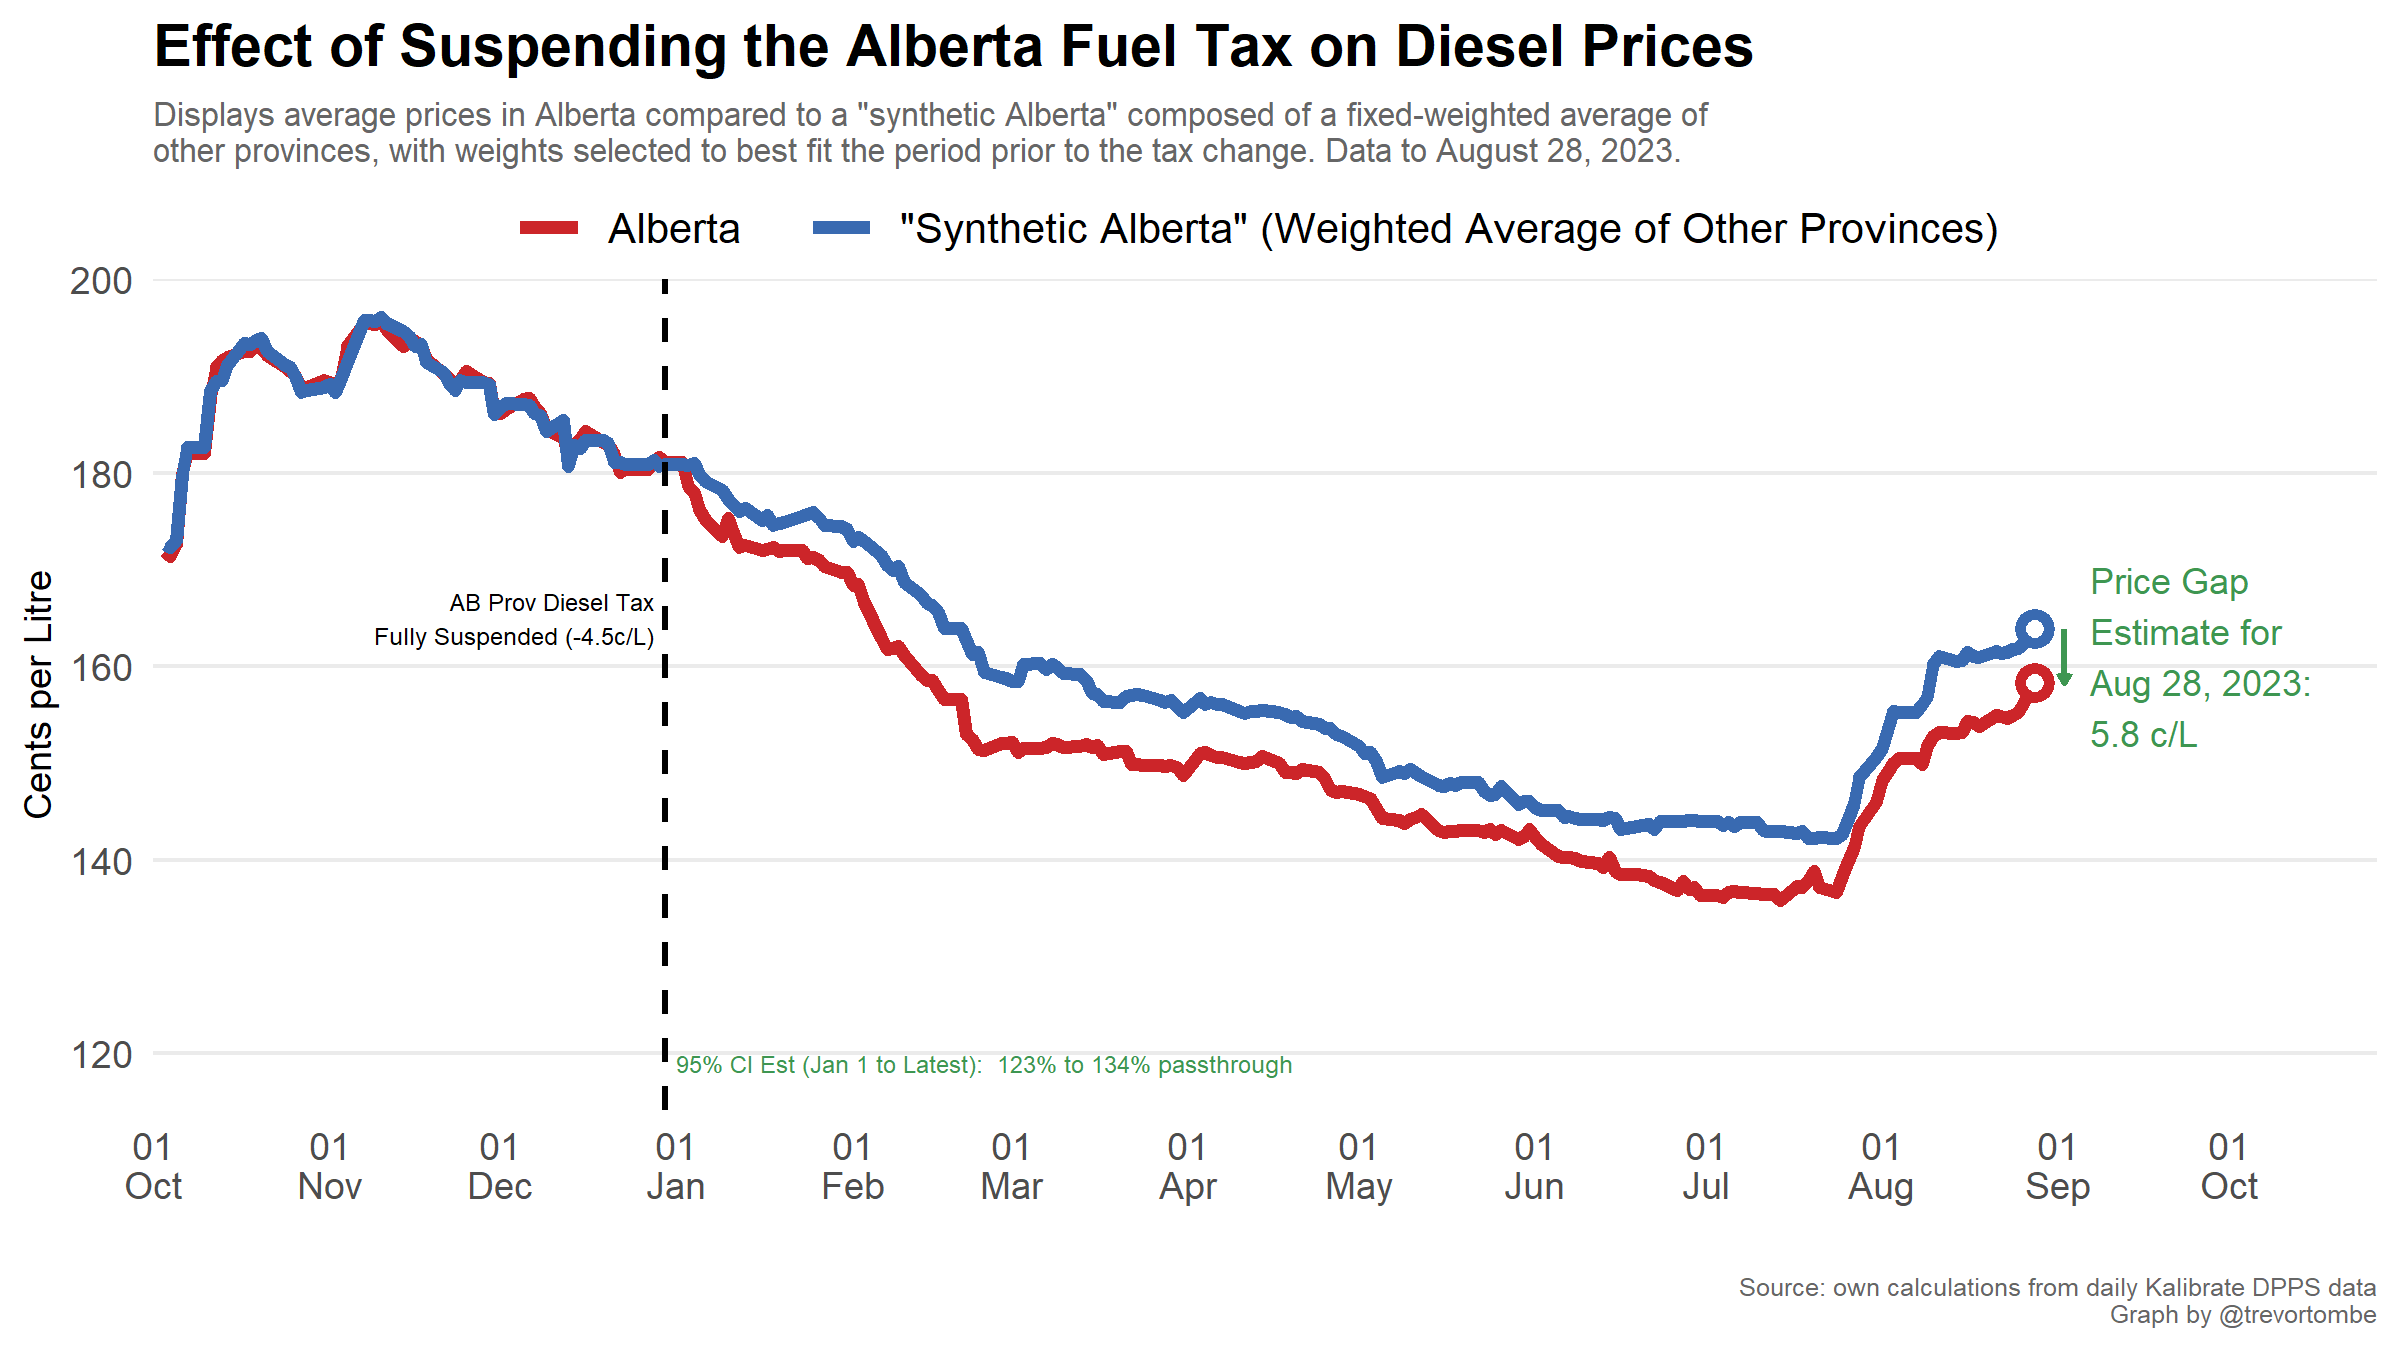 Effect of Suspending the Alberta Fuel Tax on Diesel Prices
Displays average prices in Alberta compared to a "synthetic Alberta" composed of a fixed-weighted average of
other provinces, with weights selected to best fit the period prior to the tax change. Data to August 28, 2023.
Alberta
"Synthetic Alberta" (Weighted Average of Other Provinces)
Cents per Litre
200
180
160
140
120
AB Prov Diesel Tax
Fully Suspended (-4.5c/L)
Price Gap
Estimate for
Aug 28, 2023:
5.8 c/L
95% CI Est (Jan 1 to Latest):  123% to 134% passthrough
01 01 01 01 01 01 01 01 01 01 01 01 01
Oct Nov Dec Jan Feb Mar Apr May Jun Jul Aug Sep Oct
Source: own calculations from daily Kalibrate DPPS data
Graph by @trevortombe